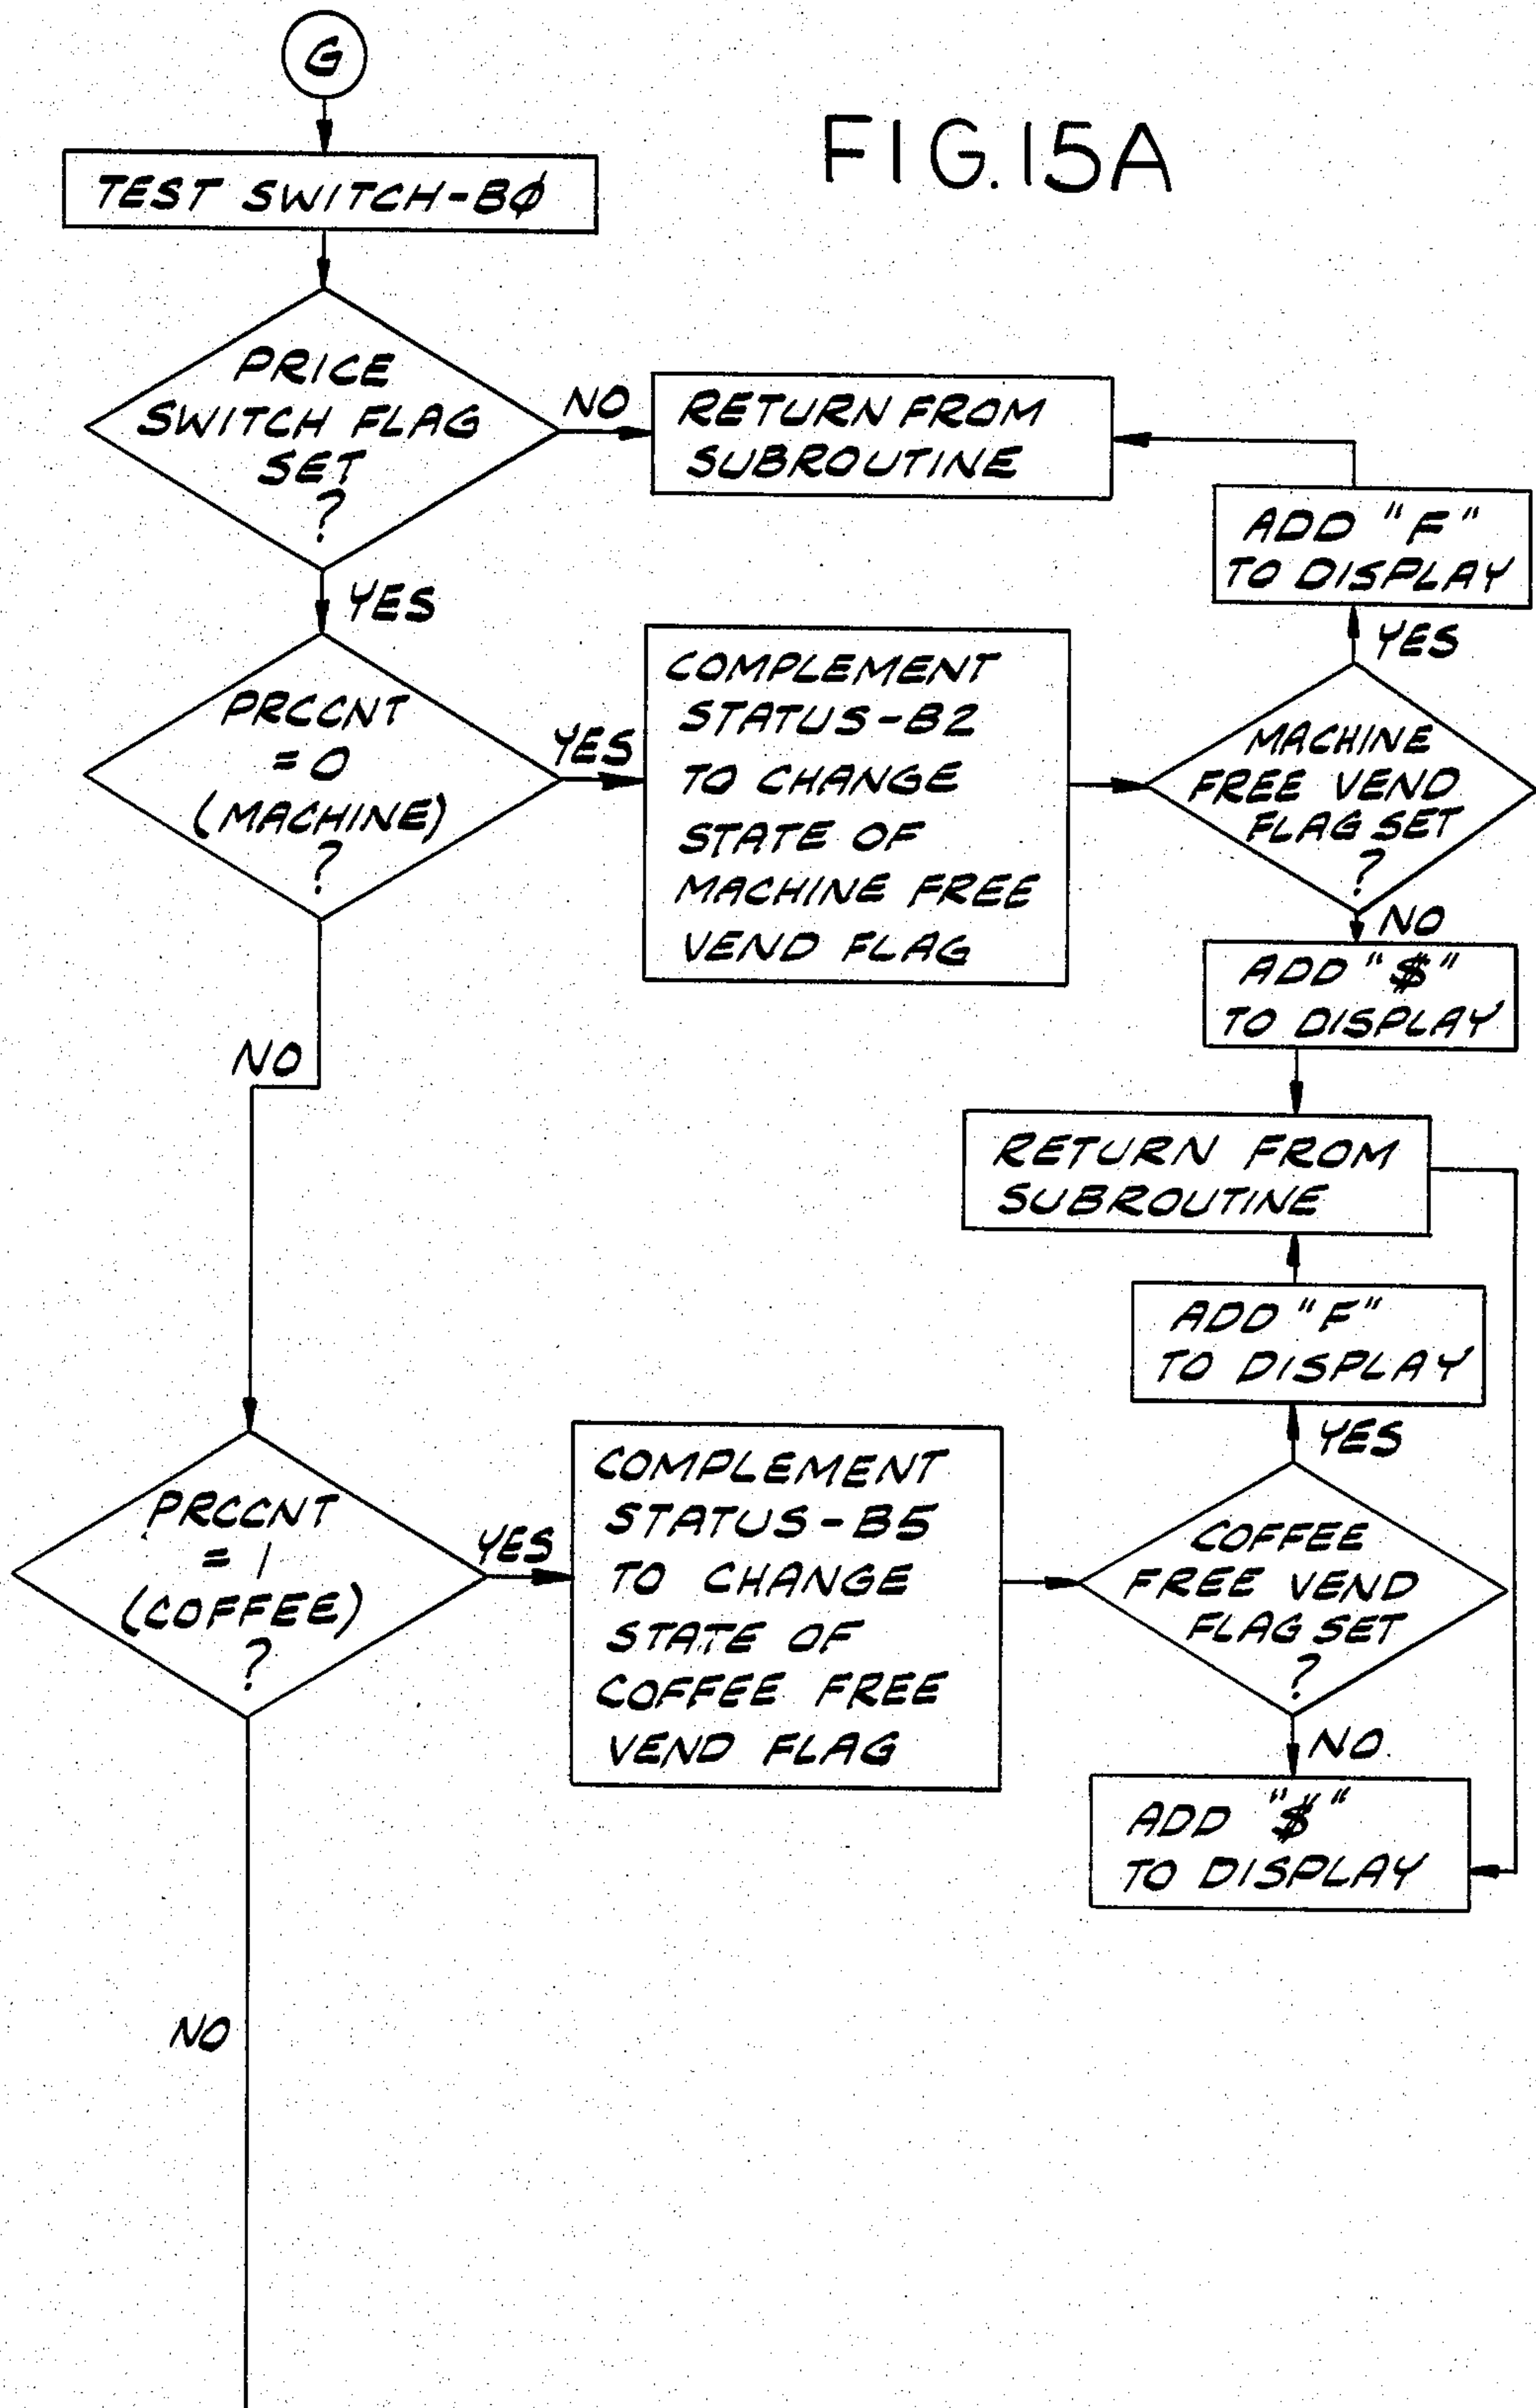 G
FIG.15A
TEST SWITCH-BØ
PRICE
SWITCH FLAG
SET
?
NO
RETURN FROM
SUBROUTINE
ADD "F"
TO DISPLAY
YES
YES
PRCCNT
=0
(MACHINE)
?
YES
COMPLEMENT
STATUS-B2
TO CHANGE
STATE OF
MACHINE FREE
VEND FLAG
MACHINE
FREE VEND
FLAG SET
?
NO
ADD "$"
TO DISPLAY
NO
RETURN FROM
SUBROUTINE
ADD "F"
TO DISPLAY
YES
PRCCNT
=1
(COFFEE)
?
YES
COMPLEMENT
STATUS-B5
TO CHANGE
STATE OF
COFFEE FREE
VEND FLAG
COFFEE
FREE VEND
FLAG SET
?
NO
ADD "$"
TO DISPLAY
NO